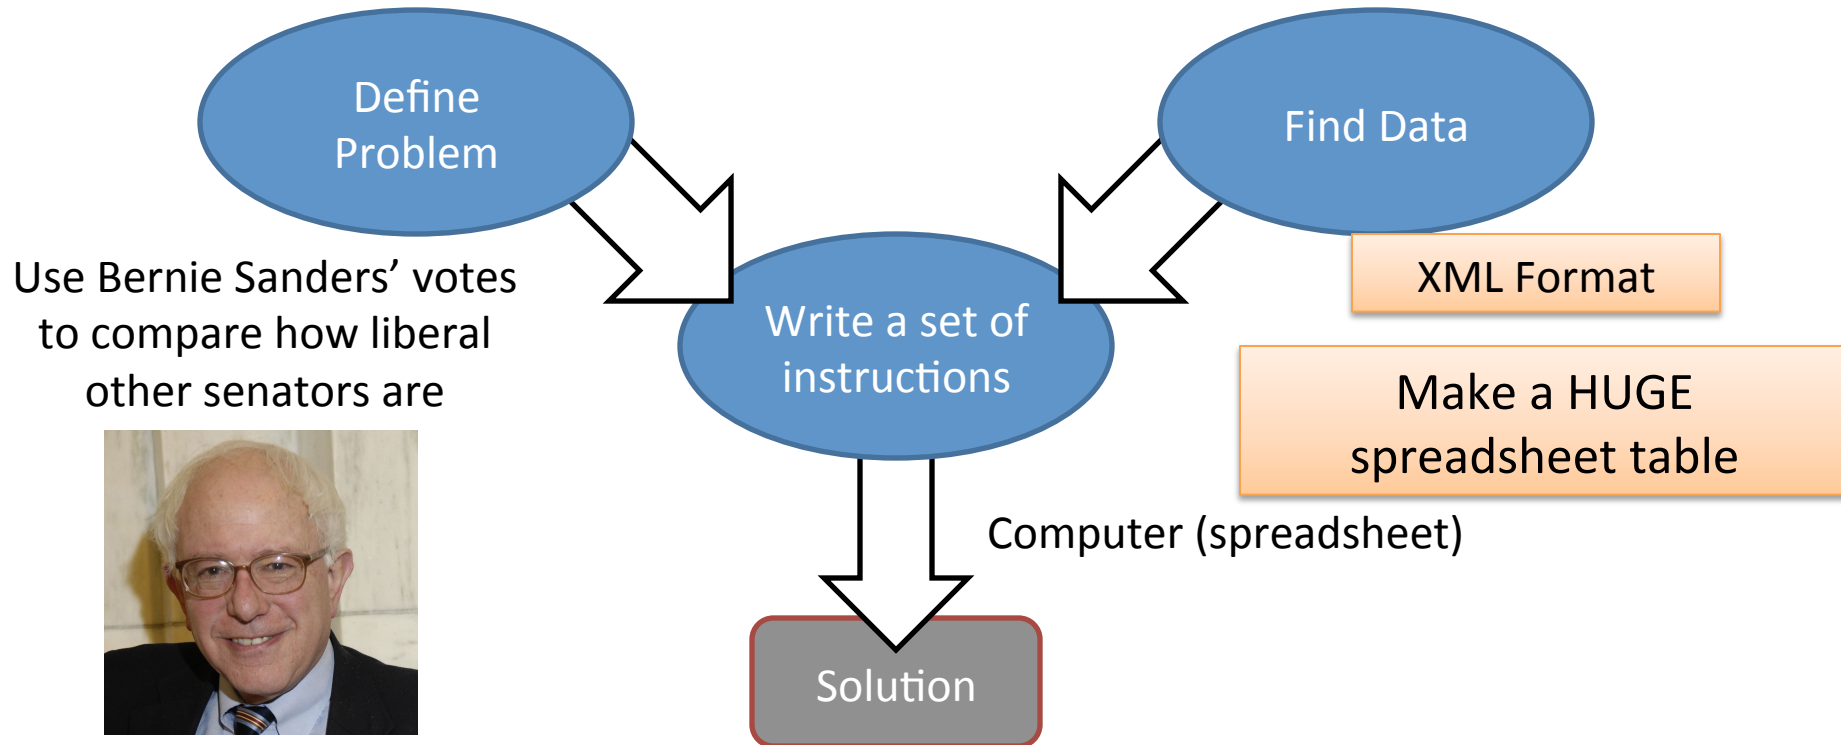 Define
Problem
Find Data
Use Bernie Sanders’ votes
to compare how liberal
other senators are
XML Format
Write a set of
instructions
Make a HUGE
spreadsheet table
Computer (spreadsheet)
Solution